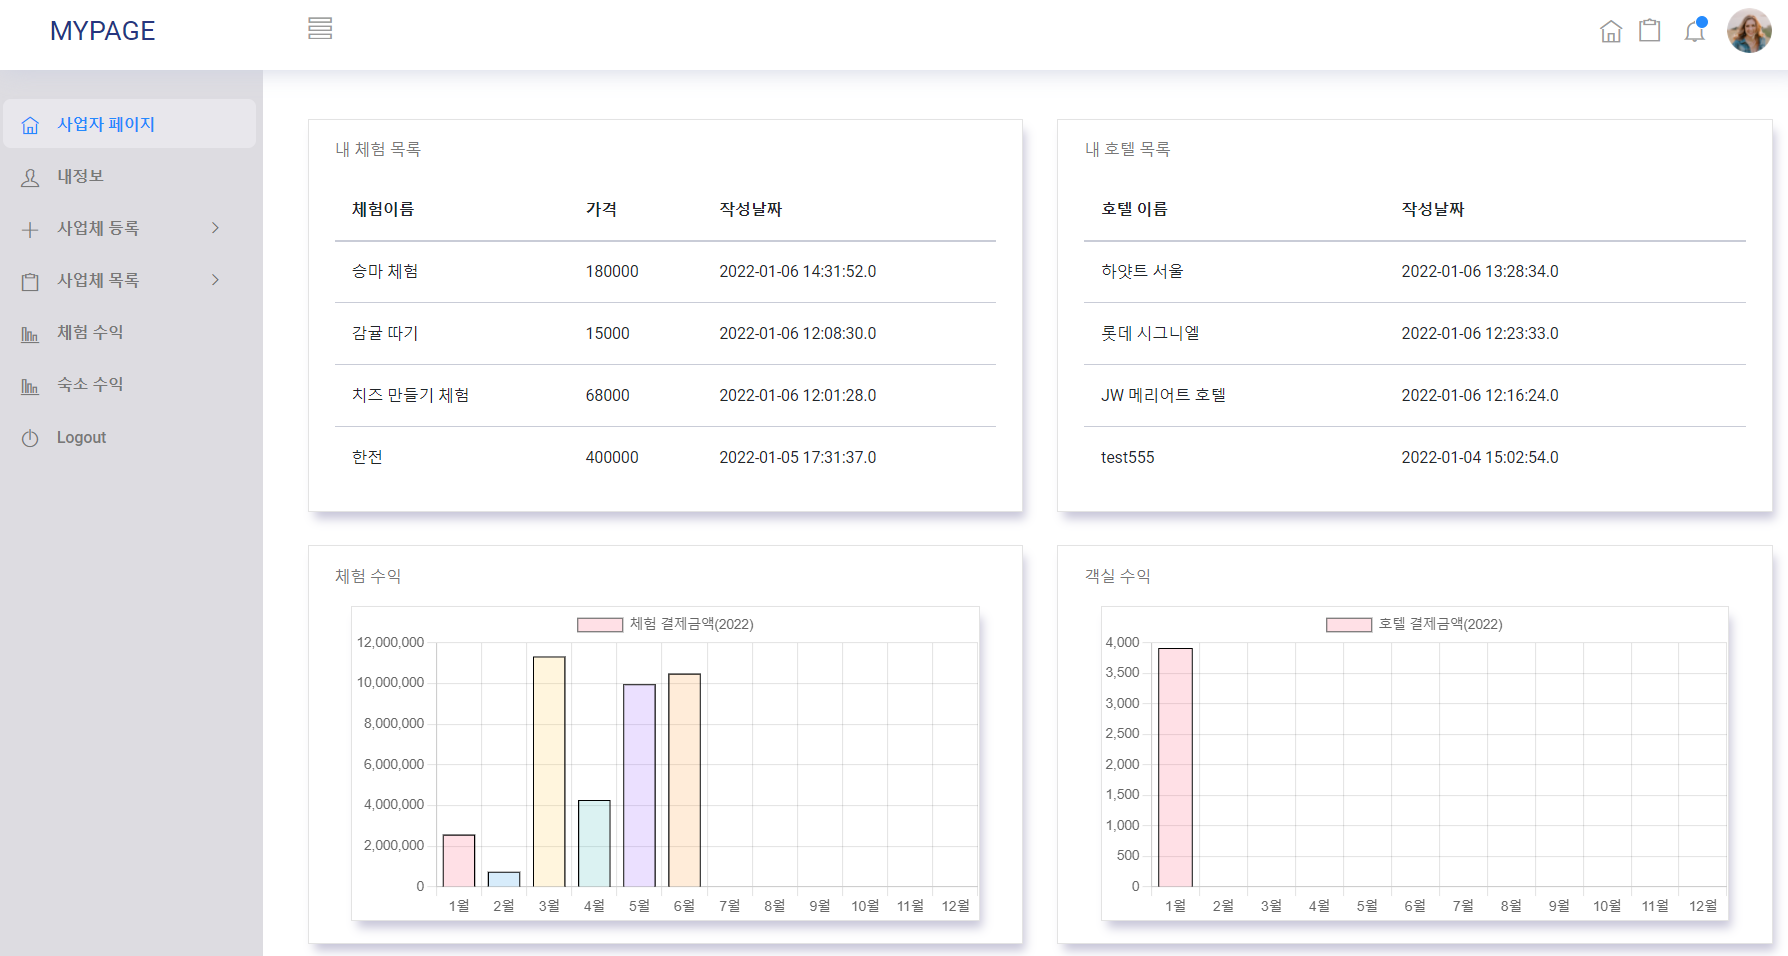 MYPAGE
사업자 페이지
내정보
사업체 등록
사업체 목록
체험 수익
숙소 수익
Logout
내 체험 목록
체험이름 가격 작성날짜
승마 체험 180000 2022-01-06 14:31:52.0
감귤 따기 15000 2022-01-06 12:08:30.0
치즈 만들기 체험 68000 2022-01-06 12:01:28.0
한전 400000 2022-01-05 17:31:37.0
내 호텔 목록
호텔 이름 작성날짜
하얏트 서울 2022-01-06 13:28:34.0
롯데 시그니엘 2022-01-06 12:23:33.0
JW 메리어트 호텔 2022-01-06 12:16:24.0
test555 2022-01-04 15:02:54.0
체험 수익
체험 결제금액(2022)
12,000,000
10,000,000
8,000,000
6,000,000
4,000,000
2,000,000
0
1월 2월 3월 4월 5월 6월 7월 8월 9월 10월 11월 12월
객실 수익
호텔 결제금액(2022)
4,000
3,500
3,000
2,500
2,000
1,500
1,000
500
0
1월 2월 3월 4월 5월 6월 7월 8월 9월 10월 11월 12월